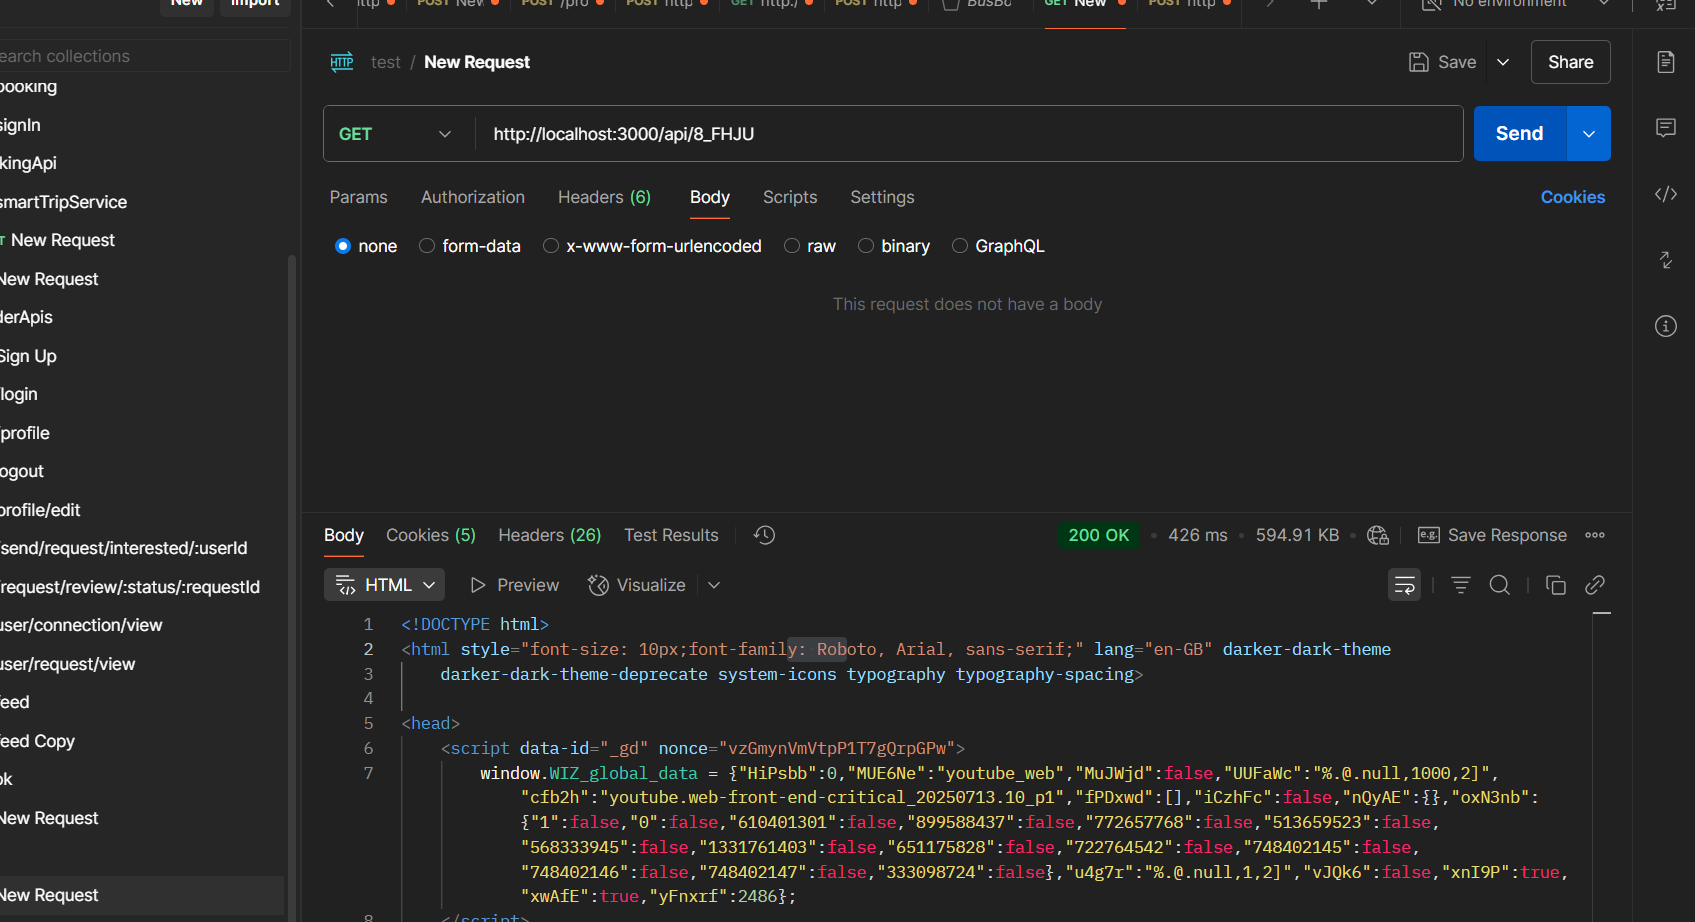 New Import
earch collections
ooking
signIn
kingApi
smartTripService
T New Request
New Request
derApis
Sign Up
/login
/profile
ogout
profile/edit
/send/request/interested/:userId
request/review/:status/:requestId
user/connection/view
user/request/view
eed
eed Copy
ok
New Request
New Request
http POST New POST /pro POST http GET http:/ POST http BusBo GET New POST http No environment
HTTP test / New Request Save Share
GET http://localhost:3000/api/8_FHJU Send
Params Authorization Headers (6) Body Scripts Settings Cookies
none form-data x-www-form-urlencoded raw binary GraphQL
This request does not have a body
Body Cookies (5) Headers (26) Test Results 200 OK • 426 ms • 594.91 KB • e.g. Save Response
HTML Preview Visualize
1 <!DOCTYPE html>
2 <html style="font-size: 10px;font-family: Roboto, Arial, sans-serif;" lang="en-GB" darker-dark-theme
3 darker-dark-theme-deprecate system-icons typography typography-spacing>
4
5 <head>
6 <script data-id="_gd" nonce="vzGmynVmVtpP1T7gQrpGPw">
7 window.WIZ_global_data = {"HiPsbb":0,"MUE6Ne":"youtube_web","MuJWjd":false,"UUFaWc":"%.@.null,1000,2]",
"cfb2h":"youtube.web-front-end-critical_20250713.10_p1","fPDxwd":[],"iCzhFc":false,"nQyAE":{},"oxN3nb":
{"1":false,"0":false,"610401301":false,"899588437":false,"772657768":false,"513659523":false,
"568333945":false,"1331761403":false,"651175828":false,"722764542":false,"748402145":false,
"748402146":false,"748402147":false,"333098724":false},"u4g7r":"%.@.null,1,2]","vJQk6":false,"xnI9P":true,
"xwAfE":true,"yFnxrf":2486};
8 </script>